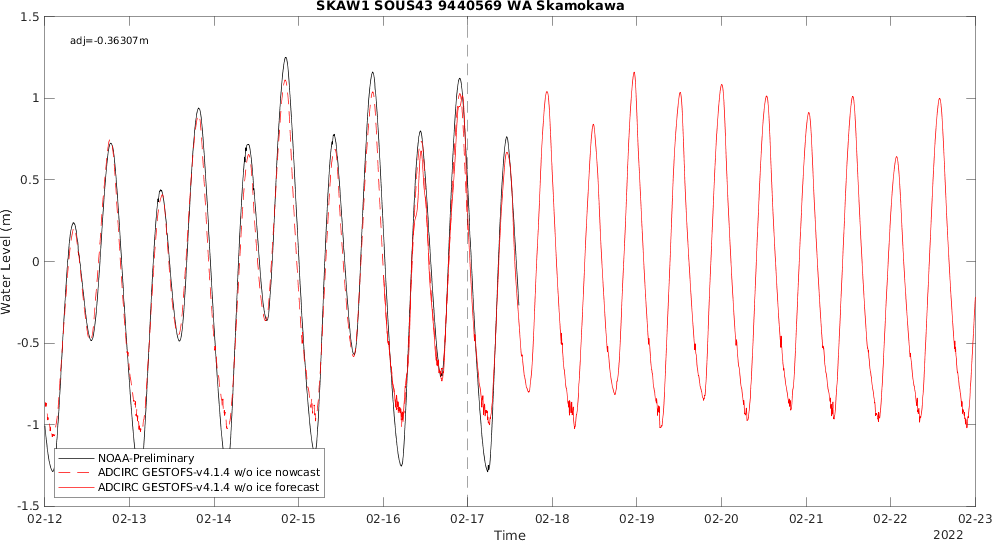 SKAW1 SOUS43 9440569 WA Skamokawa
adj=-0.36307m
1.5
1
0.5
0
-0.5
-1
-1.5
Water Level (m)
NOAA-Preliminary
ADCIRC GESTOFS-v4.1.4 w/o ice nowcast
ADCIRC GESTOFS-v4.1.4 w/o ice forecast
02-12 02-13 02-14 02-15 02-16 02-17 02-18 02-19 02-20 02-21 02-22 02-23
Time
2022